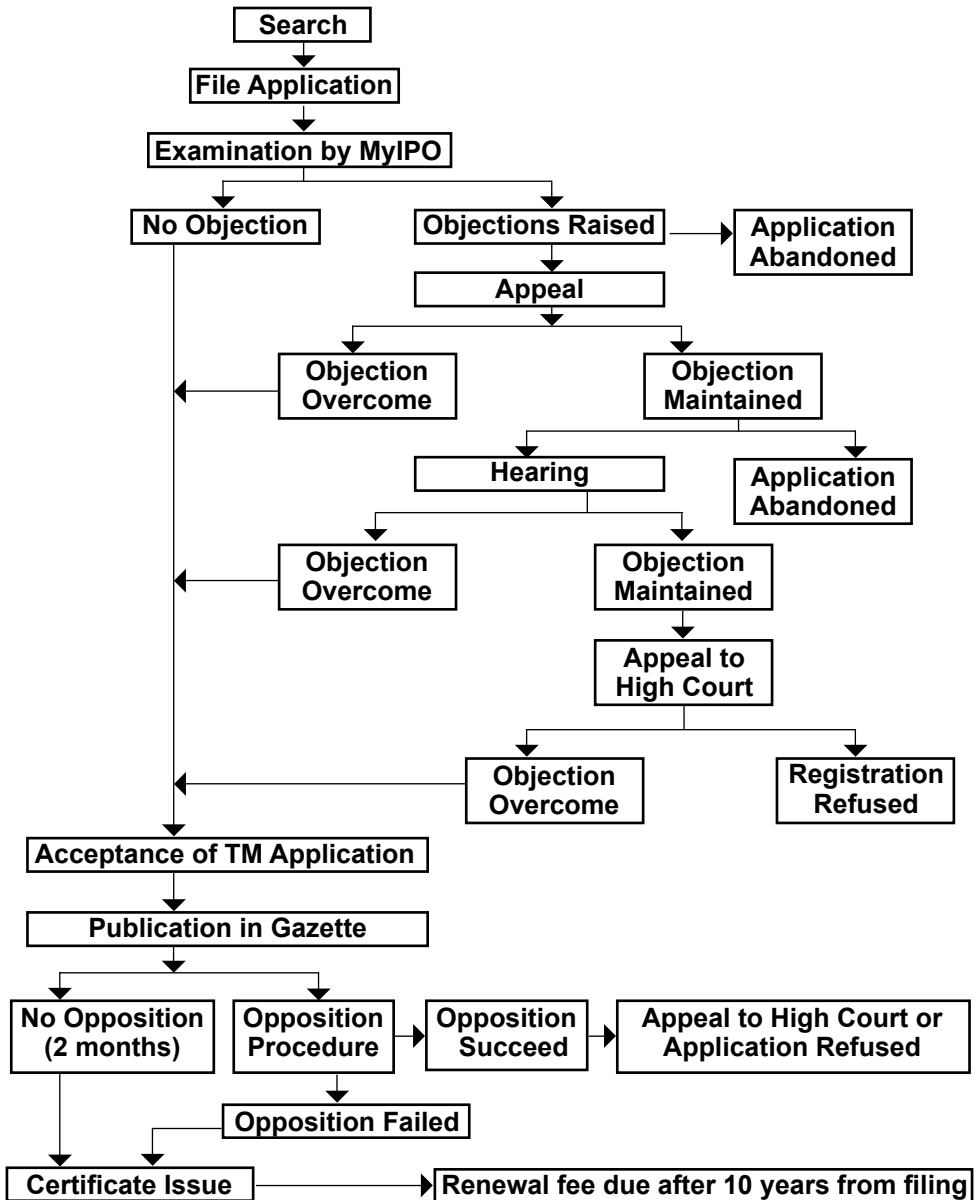 Search
File Application
Examination by MyIPO
No Objection
Objections Raised
Application
Abandoned
Appeal
Objection
Overcome
Objection
Maintained
Hearing
Application
Abandoned
Objection
Overcome
Objection
Maintained
Appeal to
High Court
Objection
Overcome
Registration
Refused
Acceptance of TM Application
Publication in Gazette
No Opposition
(2 months)
Opposition
Procedure
Opposition
Succeed
Appeal to High Court or
Application Refused
Opposition Failed
Certificate Issue
Renewal fee due after 10 years from filing